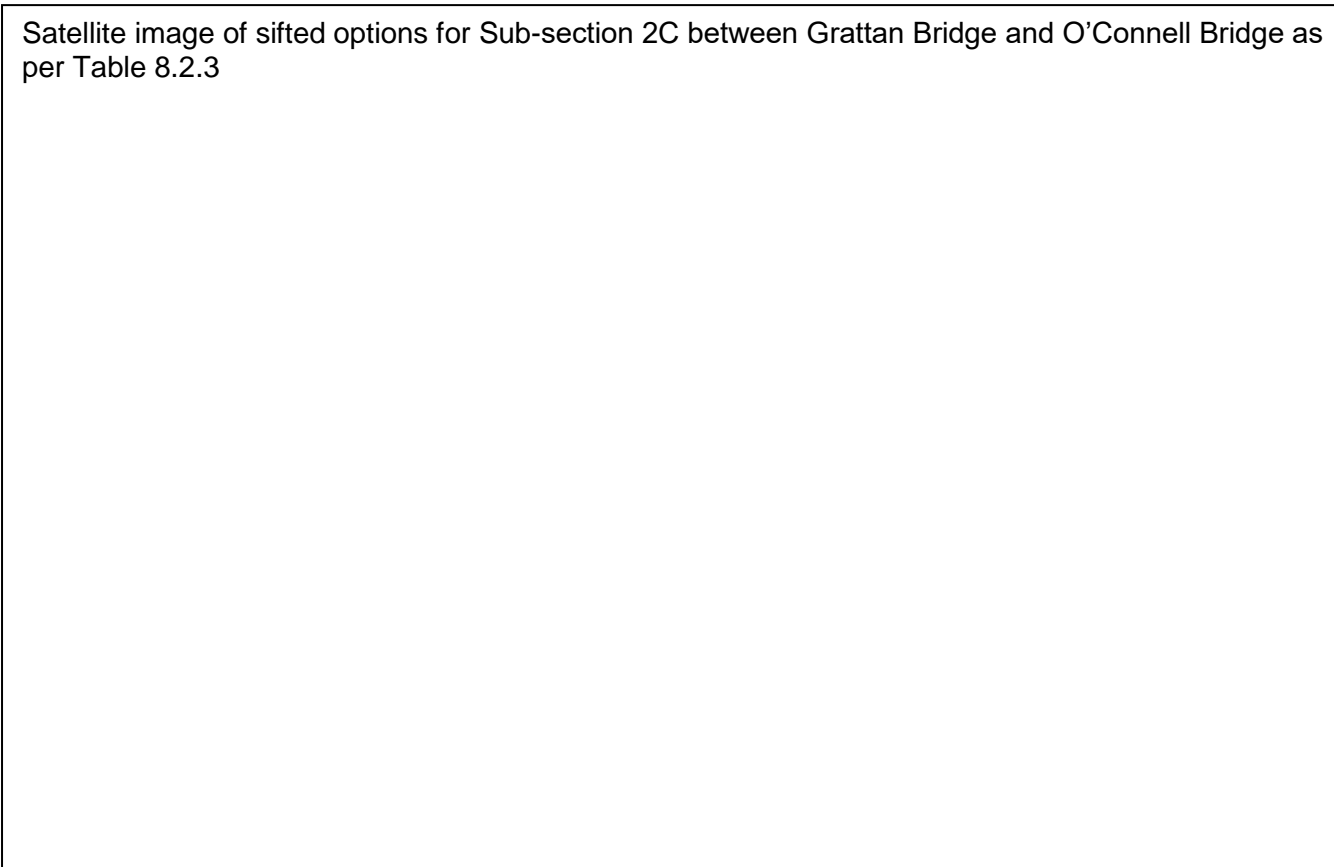 Satellite image of sifted options for Sub-section 2C between Grattan Bridge and O’Connell Bridge as
per Table 8.2.3